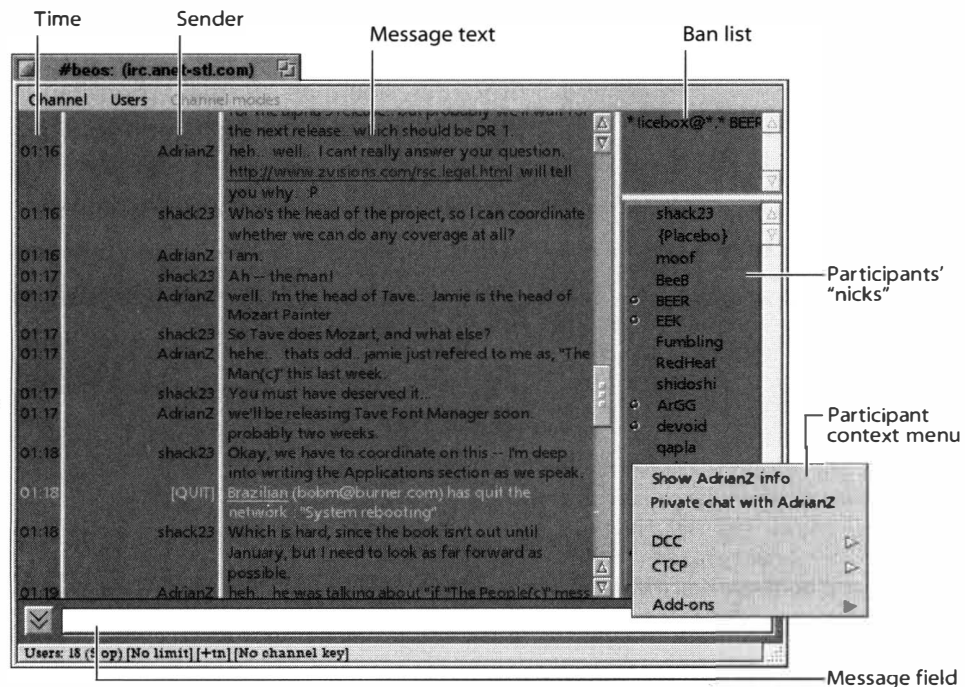 Time
Sender
Message text
Ban list
#beos: (irc.anet-stl.com)
Channel Users Channel modes
the next release.. which should be DR 1..
01:16 AdrianZ heh.. well.. I cant really answer your question.
http://www.zvisions.com/rsc.legal.html will tell
you why. :P
01:16 shack23 Who's the head of the project, so I can coordinate
whether we can do any coverage at all?
01:16 AdrianZ I am.
01:17 shack23 Ah -- the man!
01:17 AdrianZ well.. I'm the head of Tave... Jamie is the head of
Mozart Painter
01:17 shack23 So Tave does Mozart, and what else?
01:17 AdrianZ hehe... thats odd.. jamie just refered to me as, "The
Man(c)" this last week.
01:17 shack23 You must have deserved it..
01:17 AdrianZ we'll be releasing Tave Font Manager soon.
probably two weeks.
01:18 shack23 Okay, we have to coordinate on this -- I'm deep
into writing the Applications section as we speak.
01:18 [QUIT] Brazilian (bobm@burner.com) has quit the
network.: "System rebooting"
01:18 shack23 Which is hard, since the book isn't out until
January, but I need to look as far forward as
possible.
01:19 AdrianZ heh.. he was talking about "if "The People(c)" mess
*!icebox@*.* BEER
shack23
{Placebo}
moof
BeeB
BEER
EEK
Fumbling
RedHeat
shidoshi
ArGG
devoid
qapla
Participants'
"nicks"
Participant
context menu
Show AdrianZ info
Private chat with AdrianZ
DCC
CTCP
Add-ons
Users: 18 (5 op) [No limit] [+tn] [No channel key]
Message field